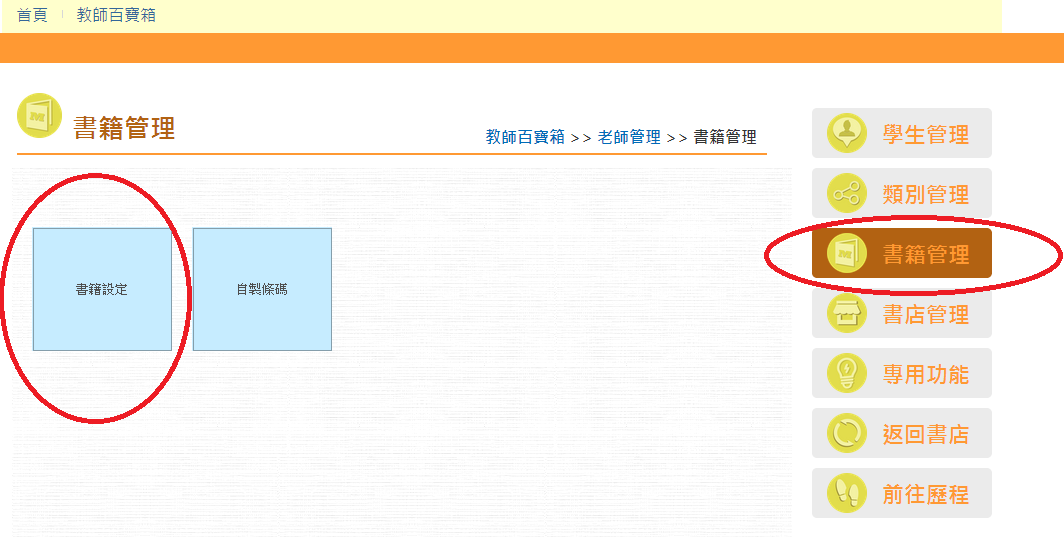 首頁 | 教師百寶箱
書籍管理
教師百寶箱 >> 老師管理 >> 書籍管理
書籍設定
自製條碼
學生管理
類別管理
書籍管理
書店管理
專用功能
返回書店
前往歷程